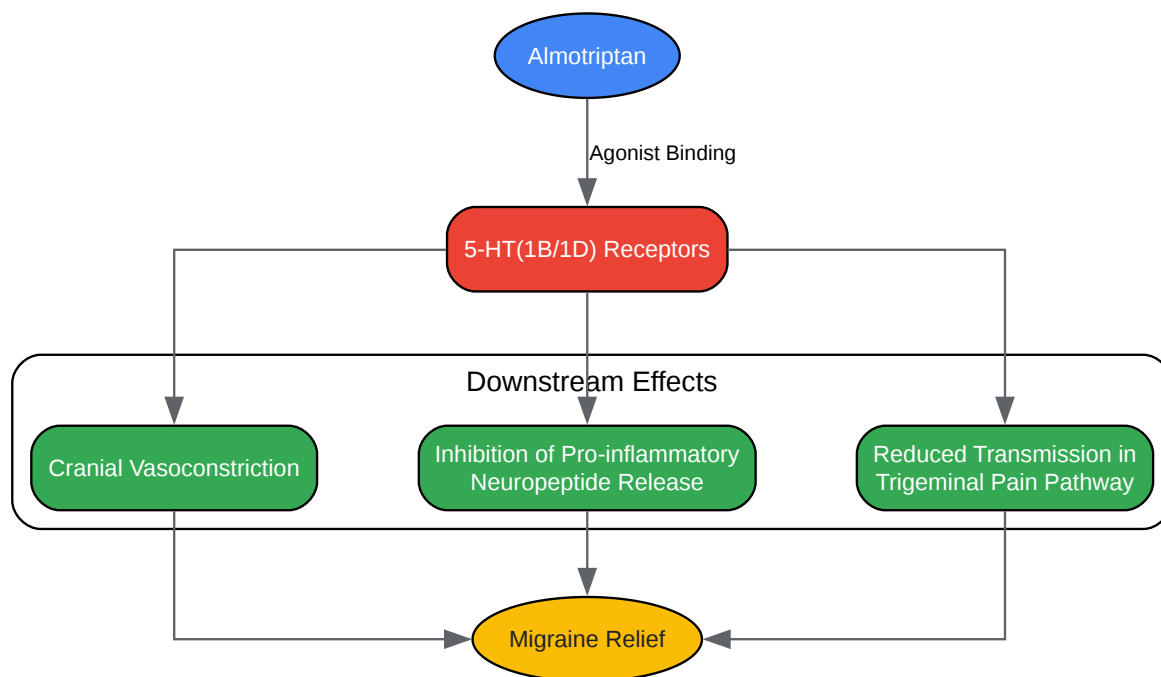 Almotriptan
Agonist Binding
5-HT(1B/1D) Receptors
Downstream Effects
Cranial Vasoconstriction
Inhibition of Pro-inflammatory
Neuropeptide Release
Reduced Transmission in
Trigeminal Pain Pathway
Migraine Relief